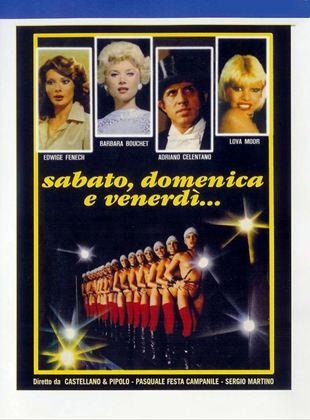 EDWIGE FENECH
BARBARA BOUCHET
ADRIANO CELENTANO
LOVA MOOR
sabato, domenica
e venerdì...
Diretto da CASTELLANO & PIPOLO - PASQUALE FESTA CAMPANILE - SERGIO MARTINO